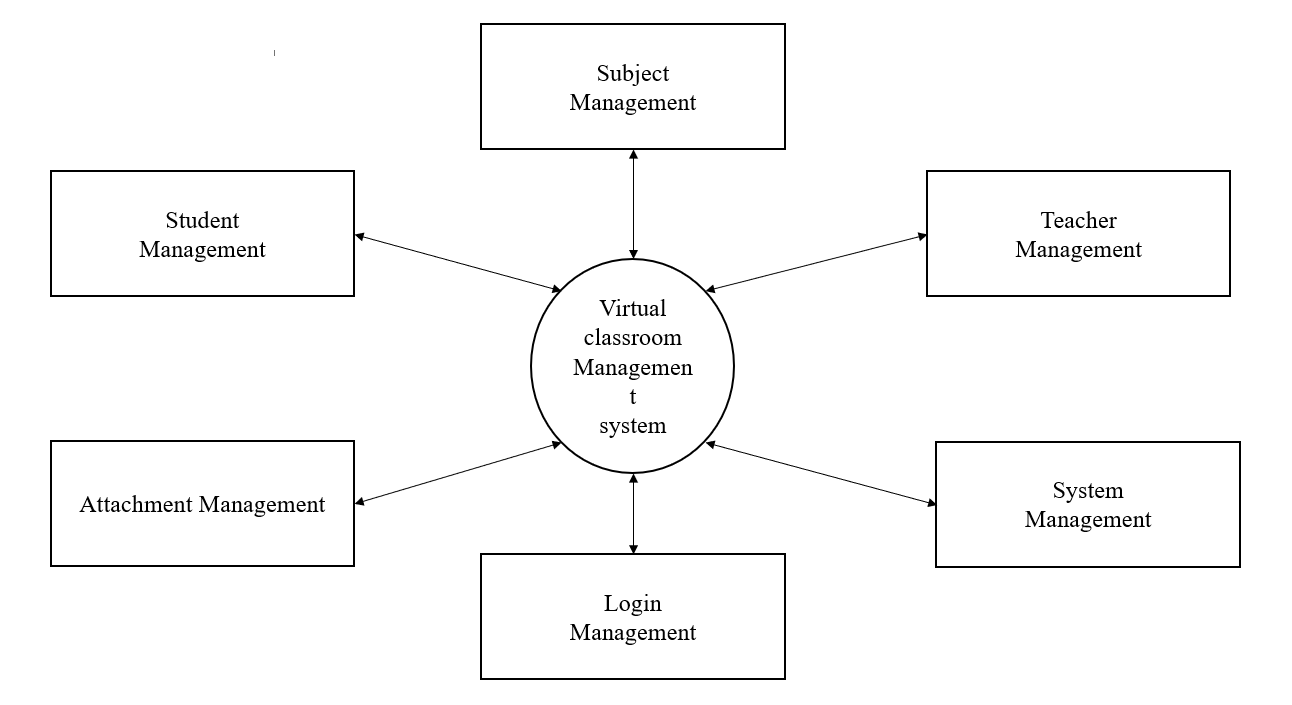 Subject
Management
Student
Management
Teacher
Management
Virtual
classroom
Managemen
t
system
Attachment Management
System
Management
Login
Management